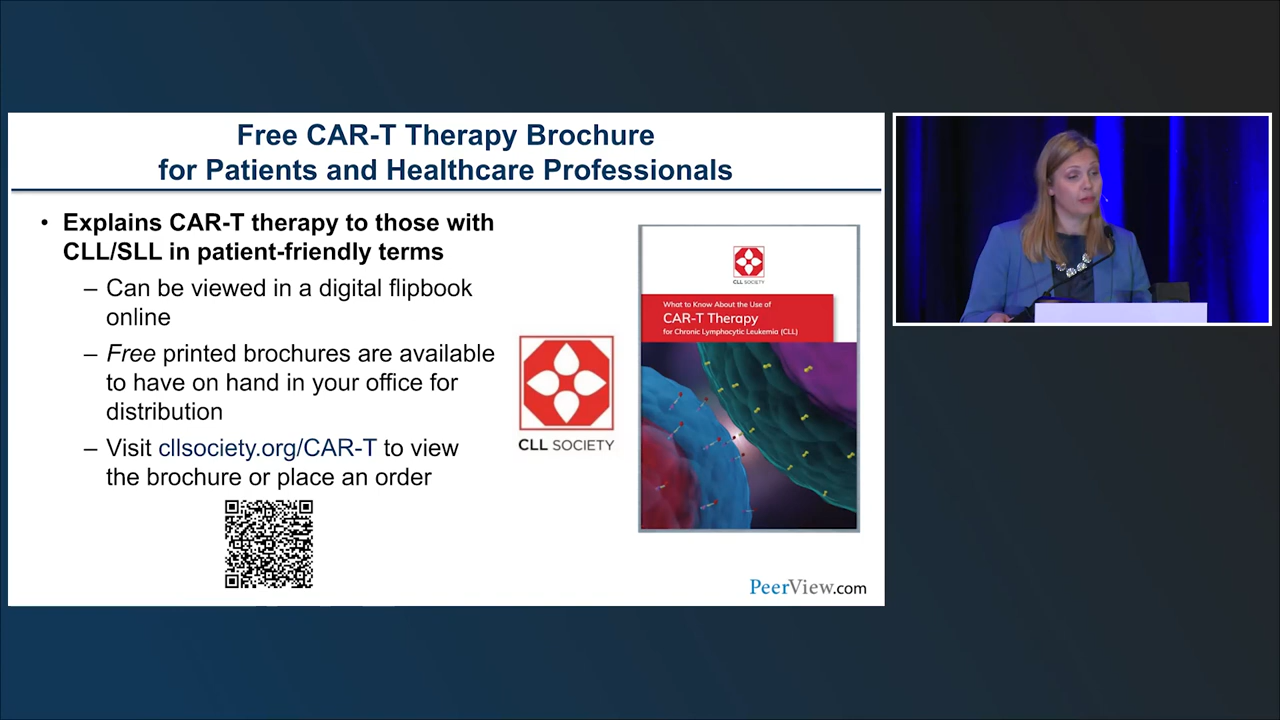 Free CAR-T Therapy Brochure
for Patients and Healthcare Professionals
• Explains CAR-T therapy to those with
CLL/SLL in patient-friendly terms
– Can be viewed in a digital flipbook
online
– Free printed brochures are available
to have on hand in your office for
distribution
– Visit cllsociety.org/CAR-T to view
the brochure or place an order
CLL SOCIETY
CLL SOCIETY
What to Know About the Use of
CAR-T Therapy
for Chronic Lymphocytic Leukemia (CLL)
PeerView.com